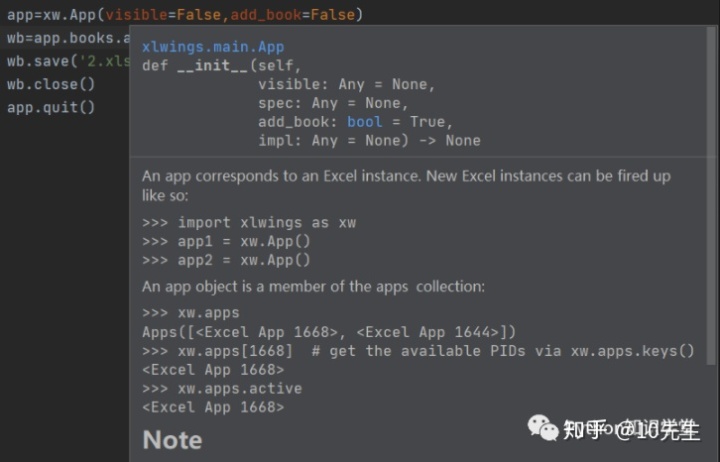 app=xw.App(visible=False,add_book=False)
wb=app.books.a
wb.save('2.xls
wb.close()
app.quit()
xlwings.main.App
def __init__(self,
visible: Any = None,
spec: Any = None,
add_book: bool = True,
impl: Any = None) -> None
An app corresponds to an Excel instance. New Excel instances can be fired up
like so:
>>> import xlwings as xw
>>> app1 = xw.App()
>>> app2 = xw.App()
An app object is a member of the apps collection:
>>> xw.apps
Apps([<Excel App 1668>, <Excel App 1644>])
>>> xw.apps[1668]  # get the available PIDs via xw.apps.keys()
<Excel App 1668>
>>> xw.apps.active
<Excel App 1668>
Note
知乎 @10先生